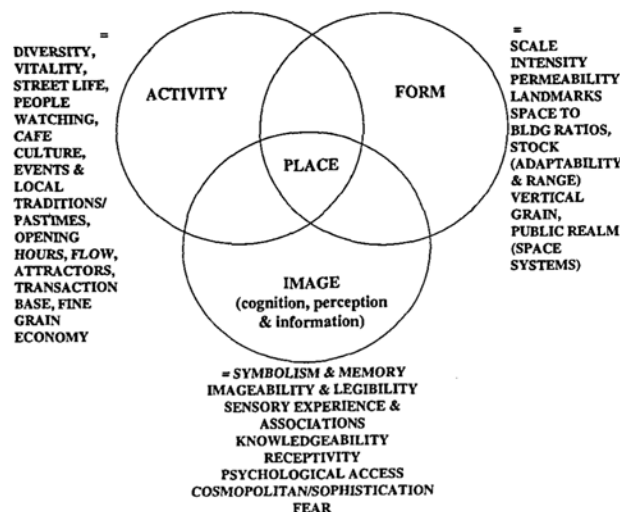 =
DIVERSITY,
VITALITY,
STREET LIFE,
PEOPLE
WATCHING,
CAFE
CULTURE,
EVENTS &
LOCAL
TRADITIONS/
PASTIMES,
OPENING
HOURS, FLOW,
ATTRACTORS,
TRANSACTION
BASE, FINE
GRAIN
ECONOMY
ACTIVITY
FORM
PLACE
IMAGE
(cognition, perception
& information)
=
SCALE
INTENSITY
PERMEABILITY
LANDMARKS
SPACE TO
BLDG RATIOS,
STOCK
(ADAPTABILITY
& RANGE)
VERTICAL
GRAIN,
PUBLIC REALM
(SPACE
SYSTEMS)
= SYMBOLISM & MEMORY
IMAGEABILITY & LEGIBILITY
SENSORY EXPERIENCE &
ASSOCIATIONS
KNOWLEDGEABILITY
RECEPTIVITY
PSYCHOLOGICAL ACCESS
COSMOPOLITAN/SOPHISTICATION
FEAR